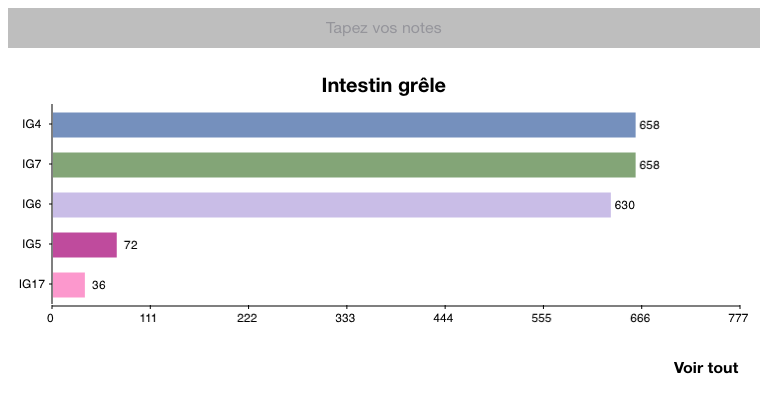 Tapez vos notes
Intestin grêle
IG4 658
IG7 658
IG6 630
IG5 72
IG17 36
0 111 222 333 444 555 666 777
Voir tout